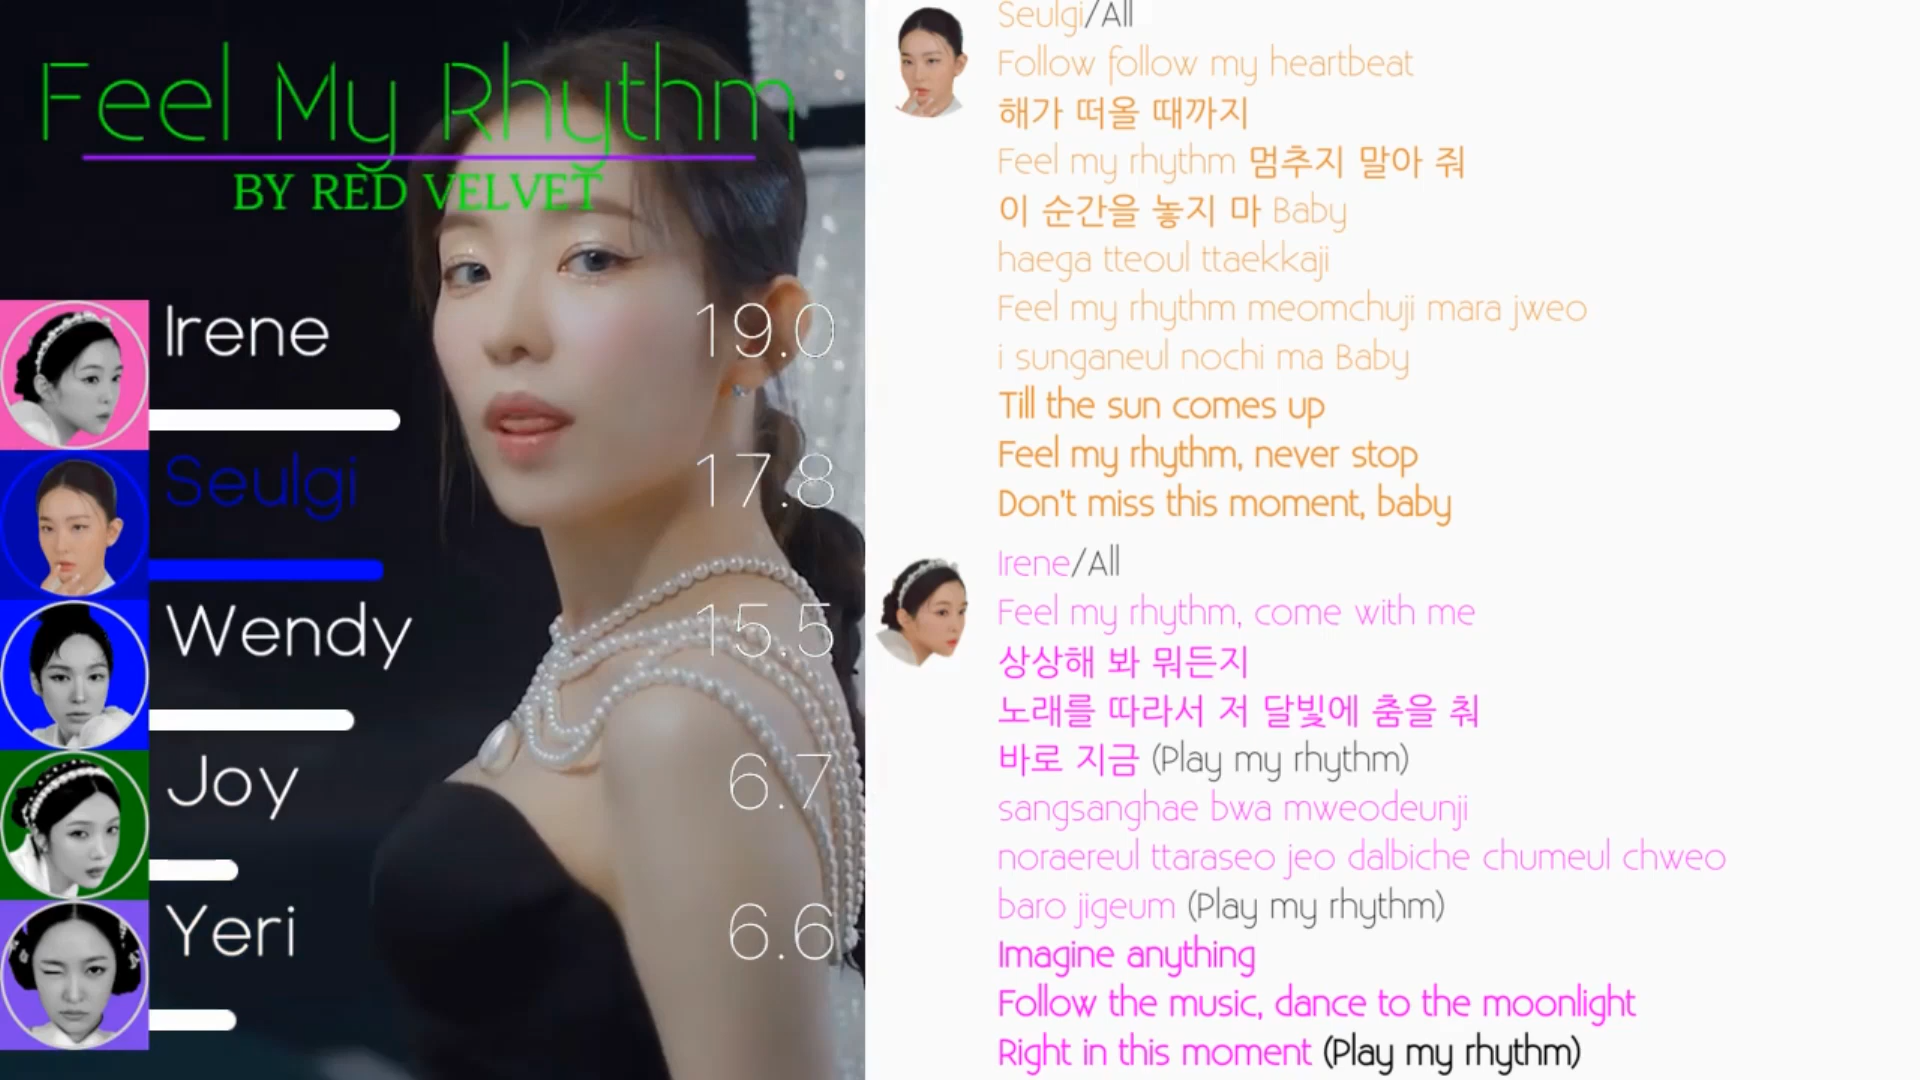 Feel My Rhythm
BY RED VELVET
Irene
19.0
Seulgi
17.8
Wendy
15.5
Joy
6.7
Yeri
6.6
Seulgi/All
Follow follow my heartbeat
해가 떠올 때까지
Feel my rhythm 멈추지 말아 줘
이 순간을 놓지 마 Baby
haega tteoul ttaekkaji
Feel my rhythm meomchuji mara jweo
i sunganeul nochi ma Baby
Till the sun comes up
Feel my rhythm, never stop
Don't miss this moment, baby
Irene/All
Feel my rhythm, come with me
상상해 봐 뭐든지
노래를 따라서 저 달빛에 춤을 춰
바로 지금 (Play my rhythm)
sangsanghae bwa mweodeunji
noraereul ttaraseo jeo dalbiche chumeul chweo
baro jigeum (Play my rhythm)
Imagine anything
Follow the music, dance to the moonlight
Right in this moment (Play my rhythm)